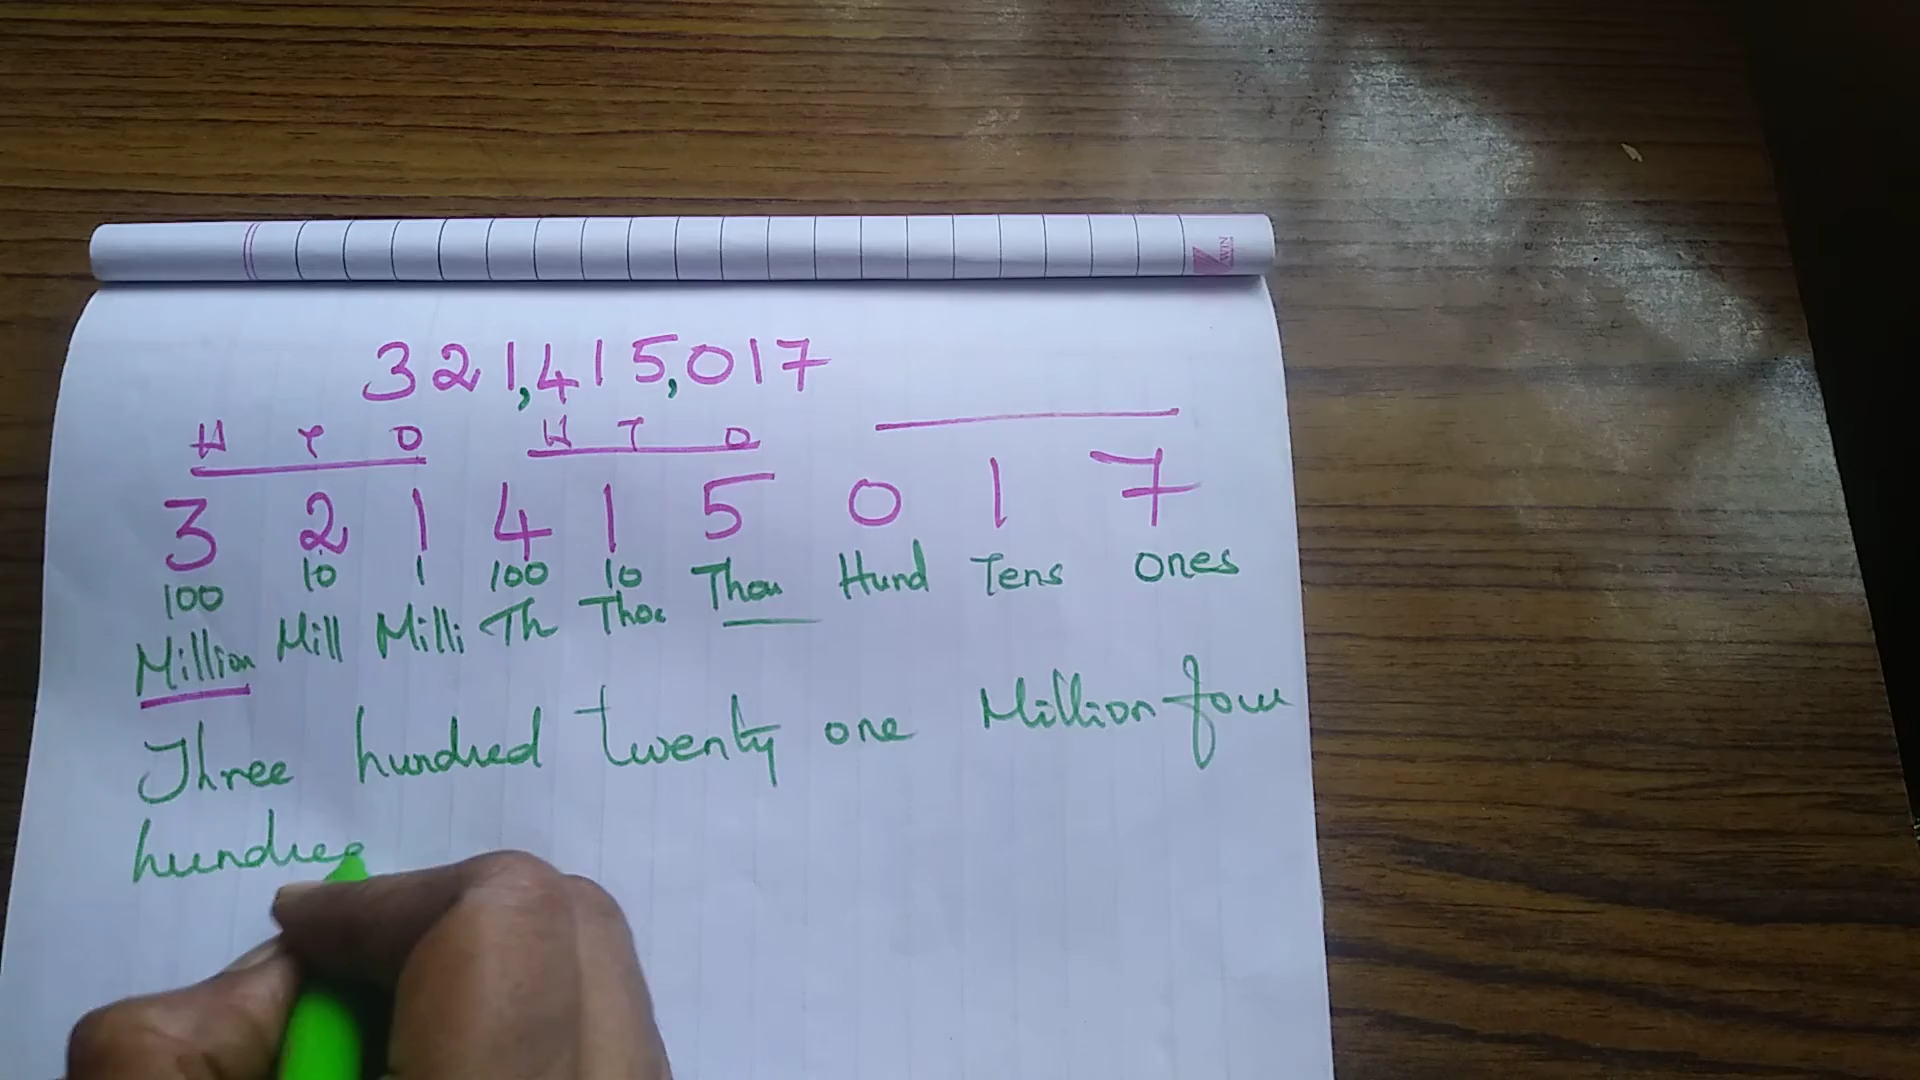 WIN
321,415,017
H T O H T O
3 2 1 4 1 5 0 1 7
100 10 1 100 10 Thou Hund Tens Ones
Million Mill Milli Th Thou
Three hundred twenty one Million four
hundre